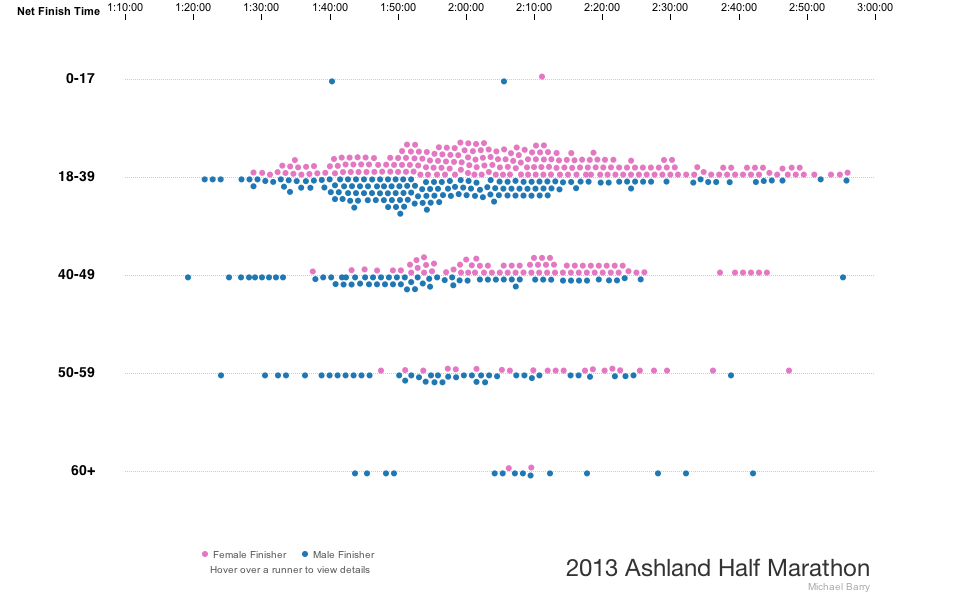 Net Finish Time 1:10:00 1:20:00 1:30:00 1:40:00 1:50:00 2:00:00 2:10:00 2:20:00 2:30:00 2:40:00 2:50:00 3:00:00
0-17
18-39
40-49
50-59
60+
Female Finisher Male Finisher
Hover over a runner to view details
2013 Ashland Half Marathon
Michael Barry